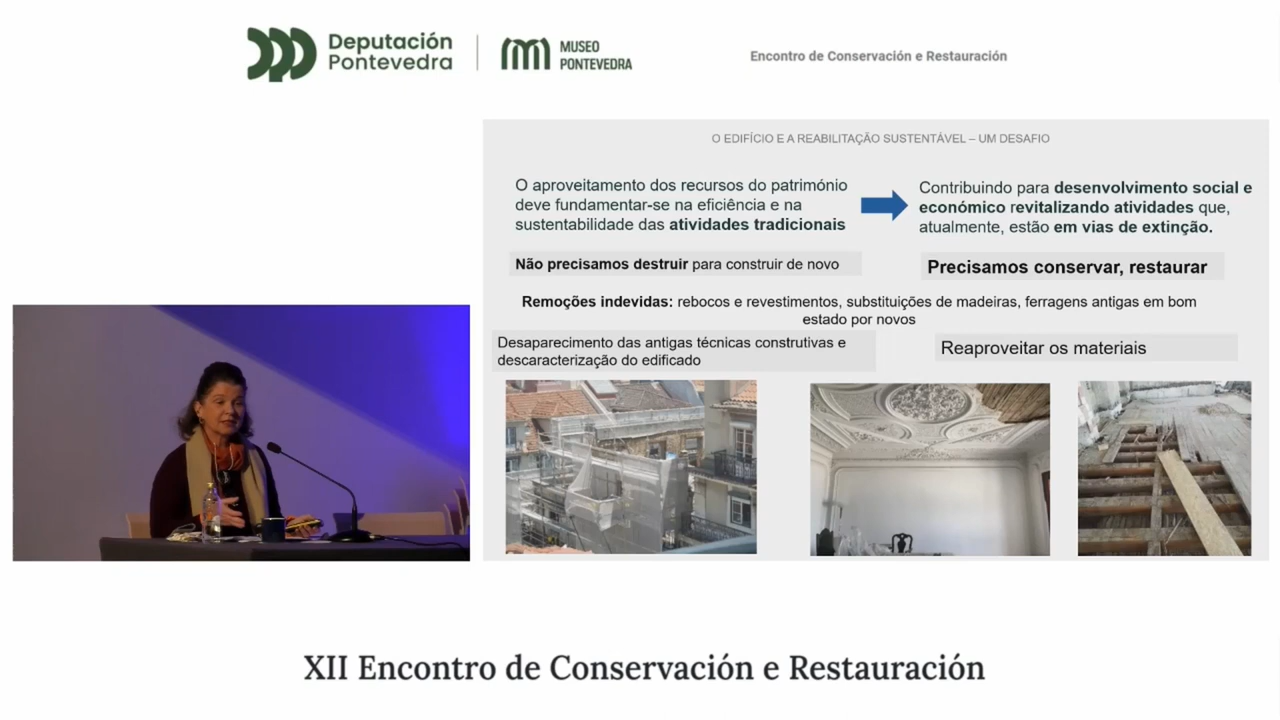 Deputación
Pontevedra
MUSEO
PONTEVEDRA
Encontro de Conservación e Restauración
O EDIFÍCIO E A REABILITAÇÃO SUSTENTÁVEL – UM DESAFIO
O aproveitamento dos recursos do património
deve fundamentar-se na eficiência e na
sustentabilidade das atividades tradicionais
Contribuindo para desenvolvimento social e
económico revitalizando atividades que,
atualmente, estão em vias de extinção.
Não precisamos destruir para construir de novo
Precisamos conservar, restaurar
Remoções indevidas: rebocos e revestimentos, substituições de madeiras, ferragens antigas em bom
estado por novos
Desaparecimento das antigas técnicas construtivas e
descaracterização do edificado
Reaproveitar os materiais
XII Encontro de Conservación e Restauración